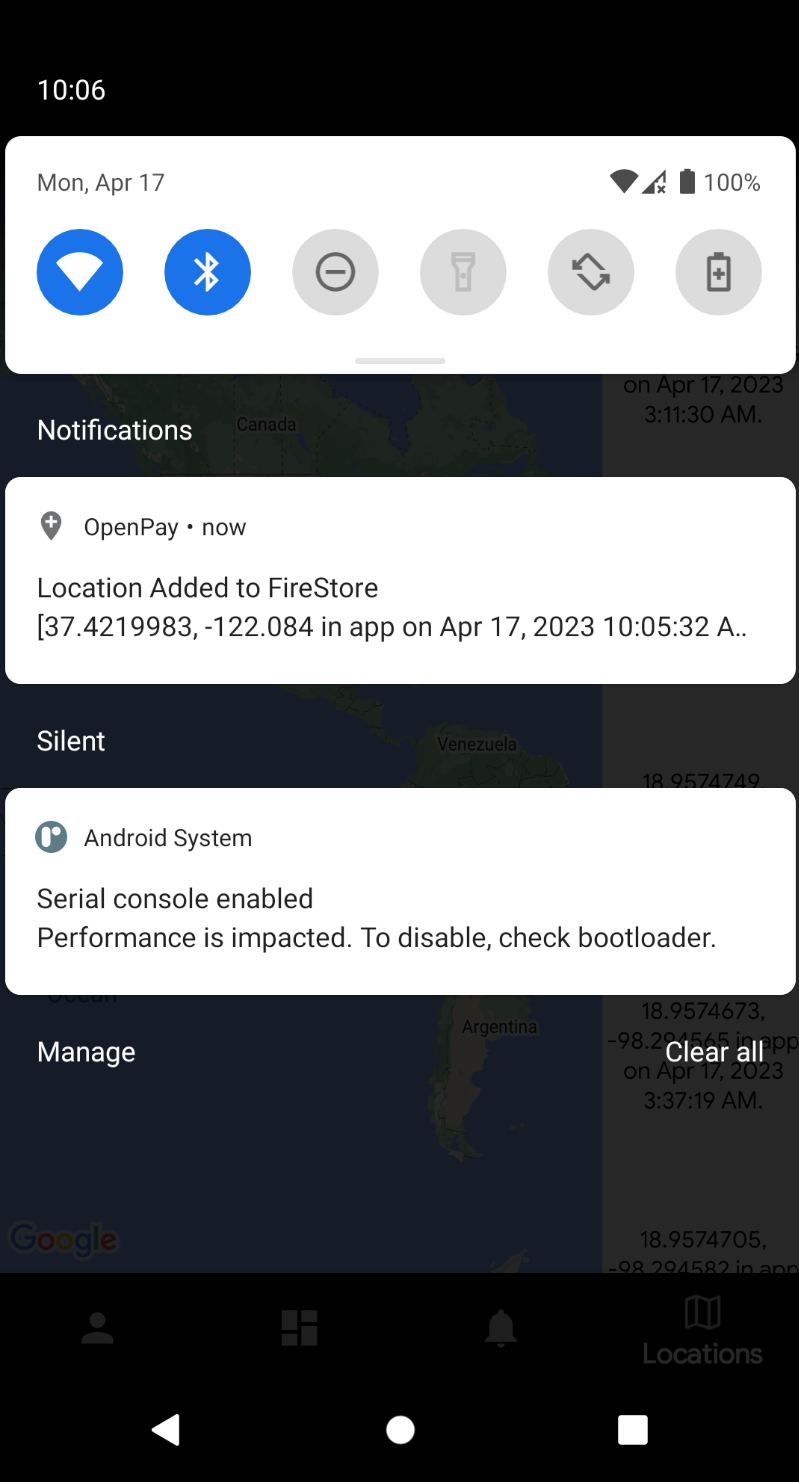 10:06
Mon, Apr 17
100%
on Apr 17, 2023
3:11:30 AM.
Canada
Notifications
OpenPay • now
Location Added to FireStore
[37.4219983, -122.084 in app on Apr 17, 2023 10:05:32 A..
Silent
Venezuela
18.9574749,
Android System
Serial console enabled
Performance is impacted. To disable, check bootloader.
Ocean
18.9574673,
Argentina
-98.294565 in app
Manage
Clear all
on Apr 17, 2023
3:37:19 AM.
Google
18.9574705,
-98.294582 in app
Locations